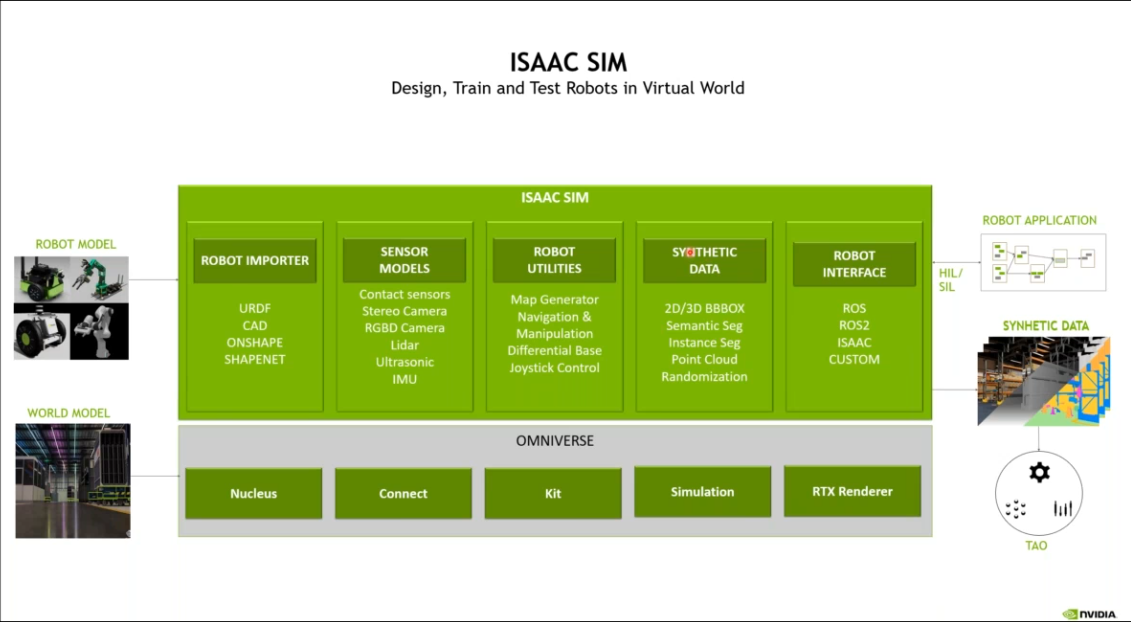 ISAAC SIM
Design, Train and Test Robots in Virtual World
ROBOT MODEL
WORLD MODEL
ISAAC SIM
ROBOT IMPORTER
URDF
CAD
ONSHAPE
SHAPENET
SENSOR
MODELS
Contact sensors
Stereo Camera
RGBD Camera
Lidar
Ultrasonic
IMU
ROBOT
UTILITIES
Map Generator
Navigation &
Manipulation
Differential Base
Joystick Control
SYNTHETIC
DATA
2D/3D BBBOX
Semantic Seg
Instance Seg
Point Cloud
Randomization
ROBOT
INTERFACE
ROS
ROS2
ISAAC
CUSTOM
OMNIVERSE
Nucleus
Connect
Kit
Simulation
RTX Renderer
ROBOT APPLICATION
HIL/
SIL
SYNHETIC DATA
TAO
NVIDIA